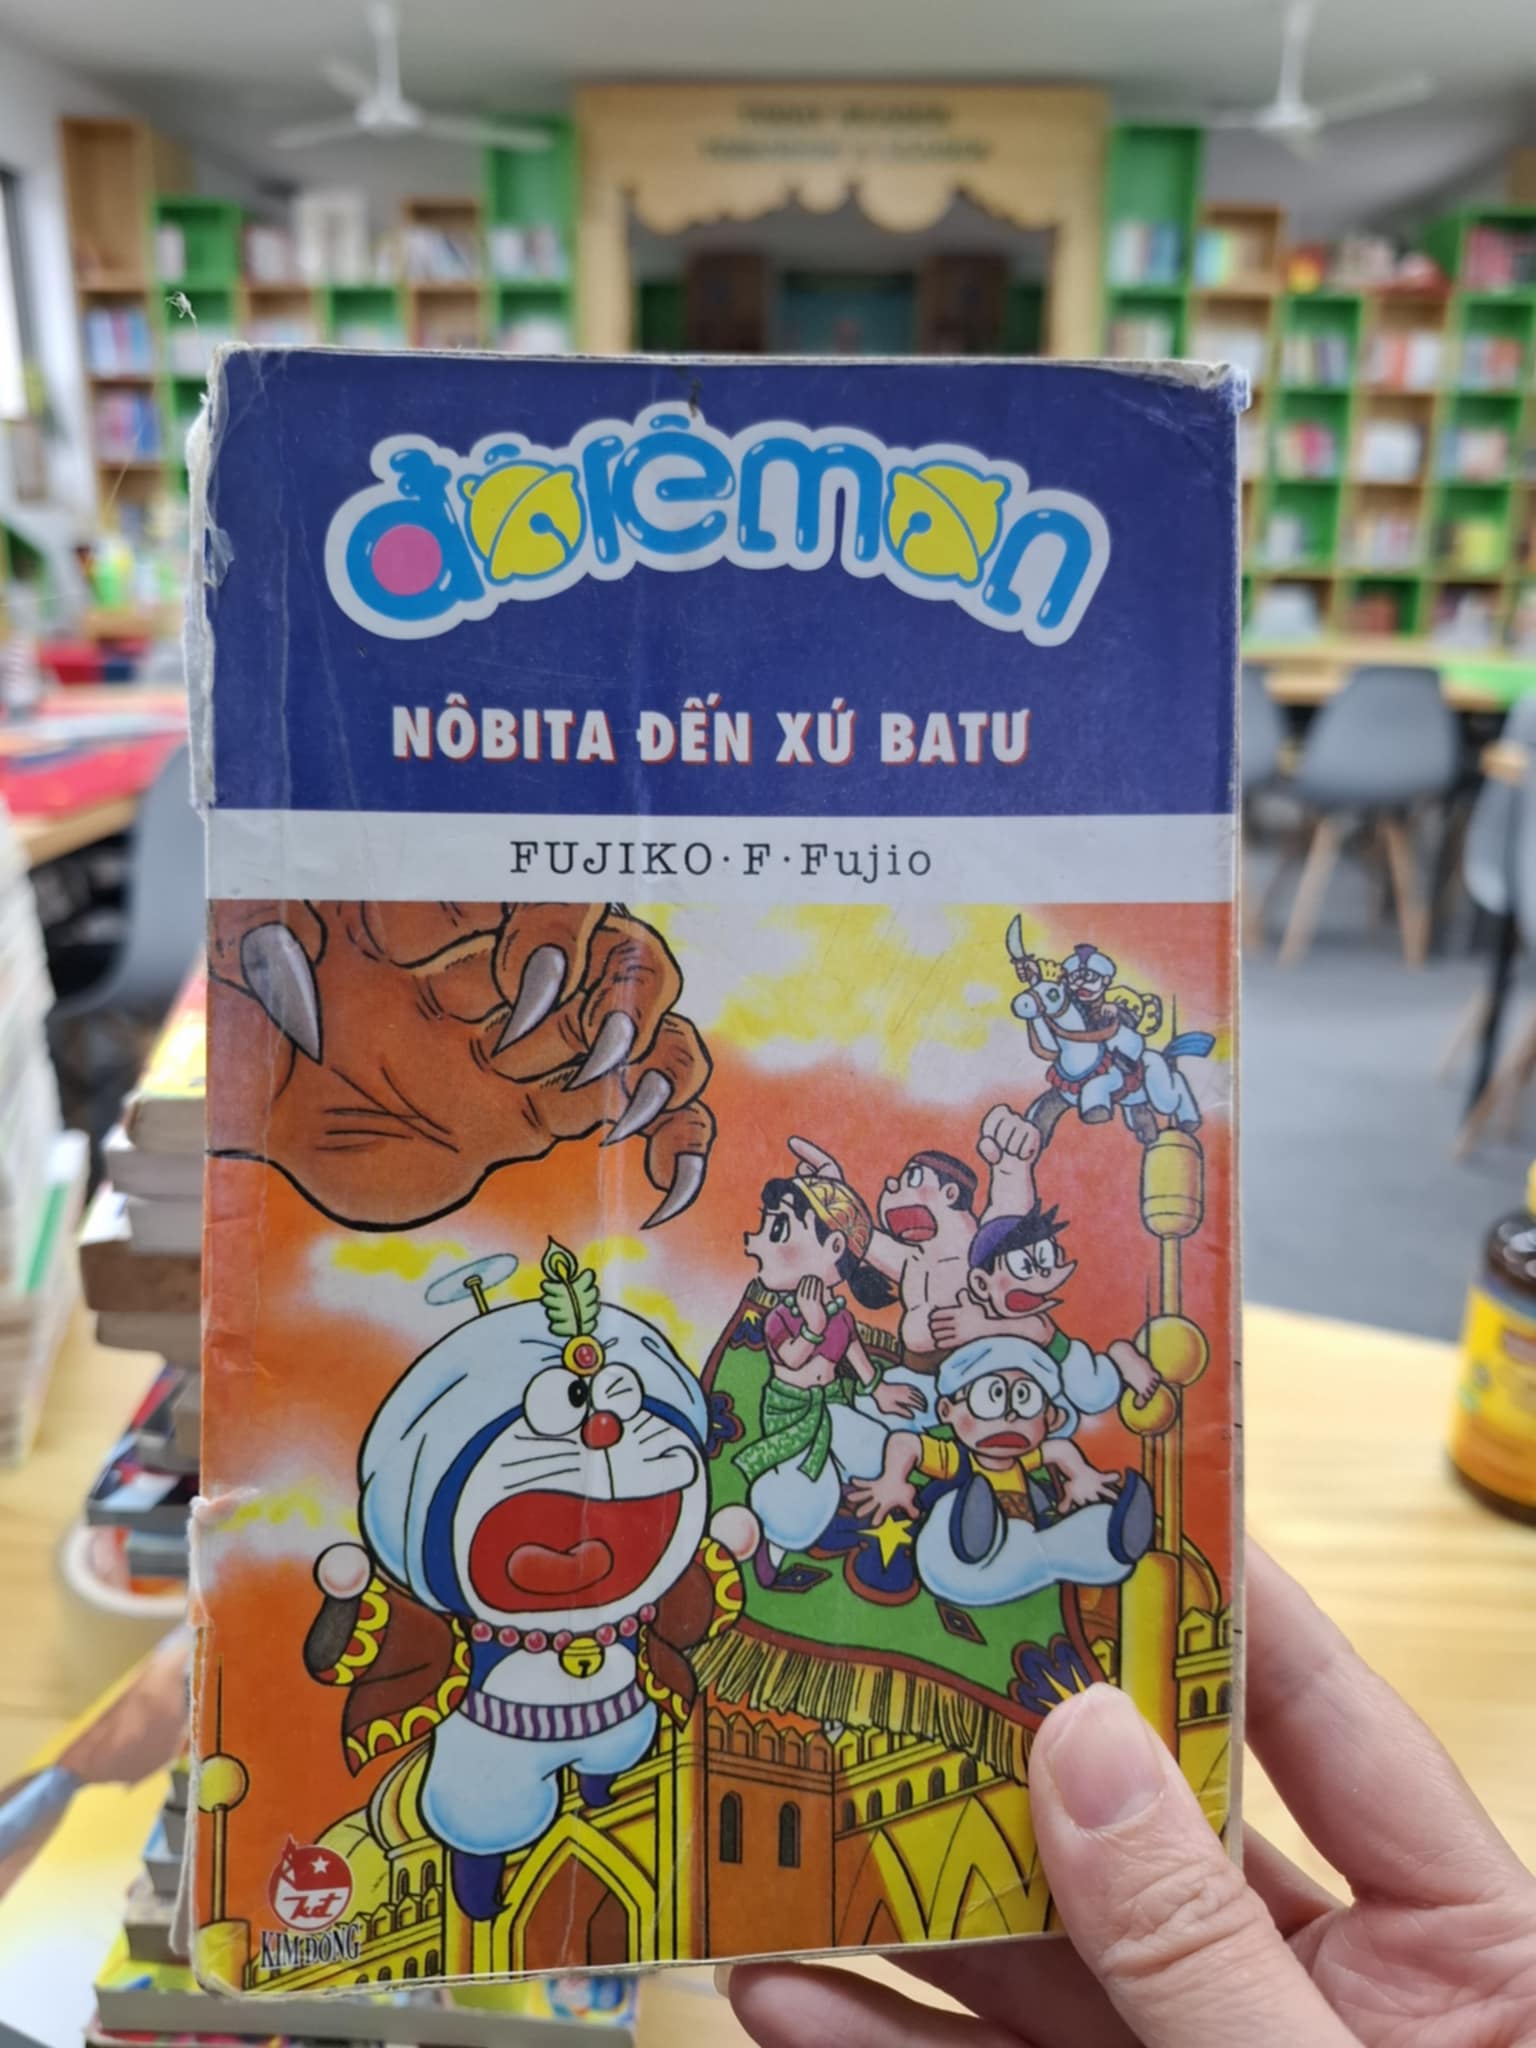 đôrêmon
NÔBITA ĐẾN XỨ BATƯ
FUJIKO·F·Fujio
KIM ĐỒNG